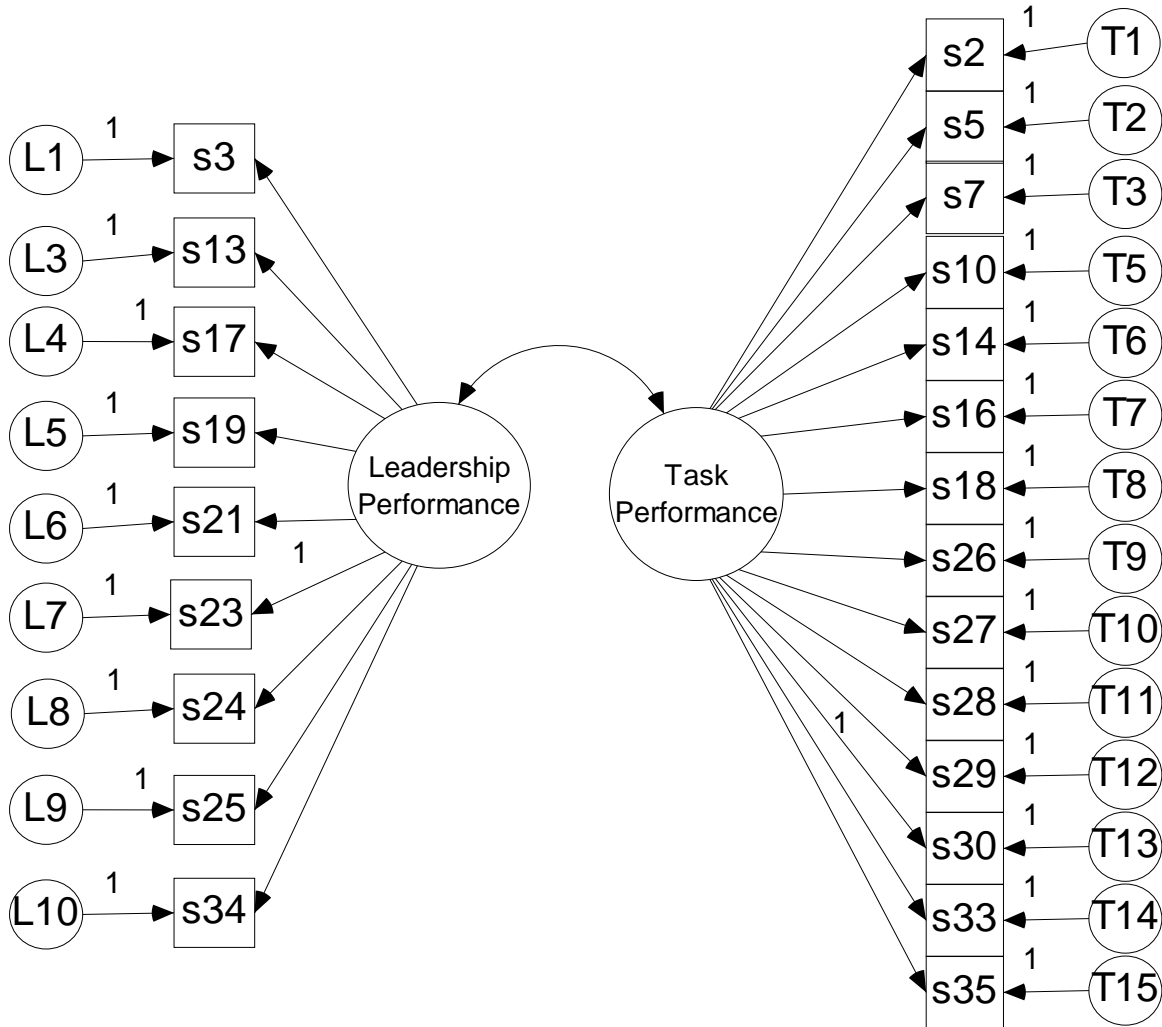 1
L1
s3
1
L3
s13
1
L4
s17
1
L5
s19
1
L6
s21
1
1
L7
s23
1
L8
s24
1
L9
s25
1
L10
s34
Leadership
Performance
Task
Performance
1
s2
T1
1
s5
T2
1
s7
T3
1
s10
T5
1
s14
T6
1
s16
T7
1
s18
T8
1
s26
T9
1
s27
T10
1
s28
T11
1
1
s29
T12
1
s30
T13
1
s33
T14
1
s35
T15